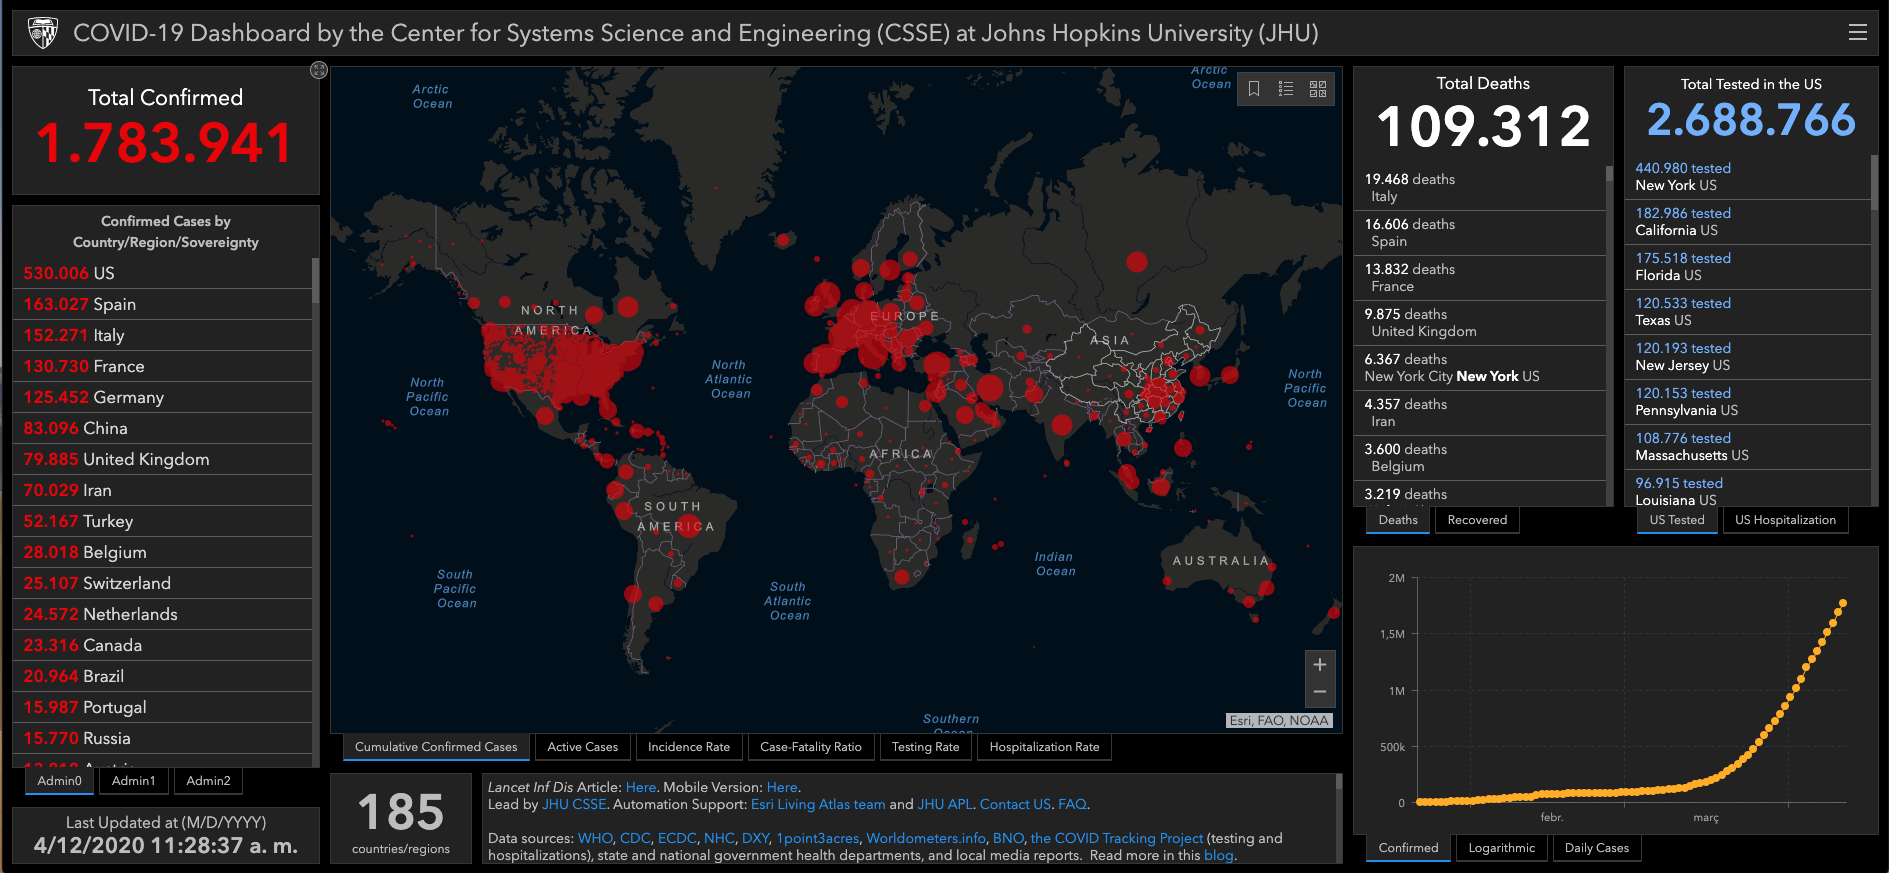 COVID-19 Dashboard by the Center for Systems Science and Engineering (CSSE) at Johns Hopkins University (JHU)
Total Confirmed
1.783.941
Confirmed Cases by
Country/Region/Sovereignty
530.006 US
163.027 Spain
152.271 Italy
130.730 France
125.452 Germany
83.096 China
79.885 United Kingdom
70.029 Iran
52.167 Turkey
28.018 Belgium
25.107 Switzerland
24.572 Netherlands
23.316 Canada
20.964 Brazil
15.987 Portugal
15.770 Russia
Admin0
Admin1
Admin2
Last Updated at (M/D/YYYY)
4/12/2020 11:28:37 a. m.
Arctic
Ocean
Arctic
Ocean
NORTH
AMERICA
EUROPE
ASIA
North
Pacific
Ocean
North
Atlantic
Ocean
North
Pacific
Ocean
AFRICA
SOUTH
AMERICA
South
Pacific
Ocean
South
Atlantic
Ocean
Indian
Ocean
AUSTRALIA
Southern
Ocean
+
−
Esri, FAO, NOAA
Cumulative Confirmed Cases
Active Cases
Incidence Rate
Case-Fatality Ratio
Testing Rate
Hospitalization Rate
185
countries/regions
Lancet Inf Dis Article: Here. Mobile Version: Here.
Lead by JHU CSSE. Automation Support: Esri Living Atlas team and JHU APL. Contact US. FAQ.
Data sources: WHO, CDC, ECDC, NHC, DXY, 1point3acres, Worldometers.info, BNO, the COVID Tracking Project (testing and
hospitalizations), state and national government health departments, and local media reports. Read more in this blog.
Total Deaths
109.312
19.468 deaths
Italy
16.606 deaths
Spain
13.832 deaths
France
9.875 deaths
United Kingdom
6.367 deaths
New York City New York US
4.357 deaths
Iran
3.600 deaths
Belgium
3.219 deaths
Deaths
Recovered
Total Tested in the US
2.688.766
440.980 tested
New York US
182.986 tested
California US
175.518 tested
Florida US
120.533 tested
Texas US
120.193 tested
New Jersey US
120.153 tested
Pennsylvania US
108.776 tested
Massachusetts US
96.915 tested
Louisiana US
US Tested
US Hospitalization
2M
1,5M
1M
500k
0
febr.
març
Confirmed
Logarithmic
Daily Cases